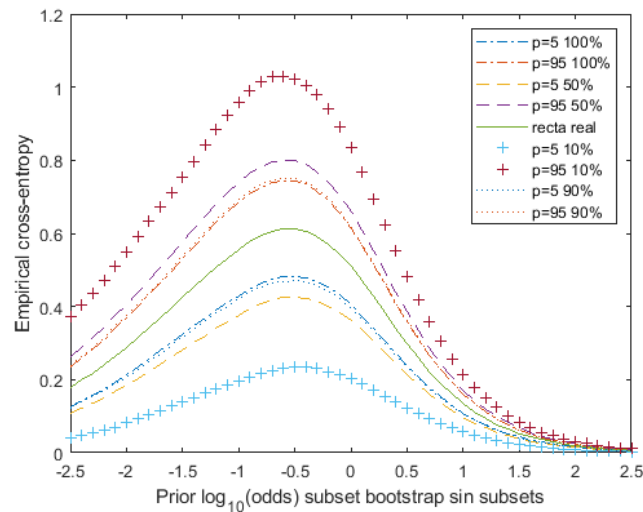 1.2
1
0.8
0.6
0.4
0.2
0
Empirical cross-entropy
p=5 100%
p=95 100%
p=5 50%
p=95 50%
recta real
p=5 10%
p=95 10%
p=5 90%
p=95 90%
-2.5 -2 -1.5 -1 -0.5 0 0.5 1 1.5 2 2.5
Prior log10(odds) subset bootstrap sin subsets